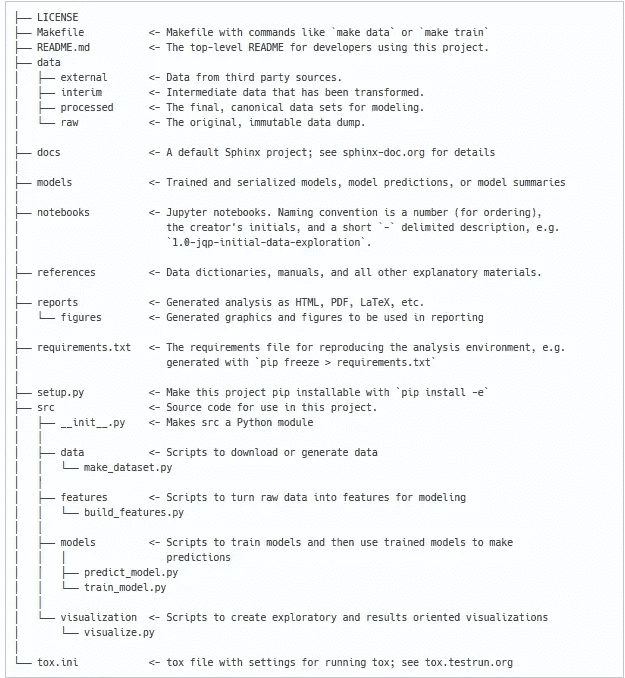 ├── LICENSE
├── Makefile           <- Makefile with commands like `make data` or `make train`
├── README.md          <- The top-level README for developers using this project.
├── data
│   ├── external       <- Data from third party sources.
│   ├── interim        <- Intermediate data that has been transformed.
│   ├── processed      <- The final, canonical data sets for modeling.
│   └── raw            <- The original, immutable data dump.
│
├── docs               <- A default Sphinx project; see sphinx-doc.org for details
│
├── models             <- Trained and serialized models, model predictions, or model summaries
│
├── notebooks          <- Jupyter notebooks. Naming convention is a number (for ordering),
│                         the creator's initials, and a short `-` delimited description, e.g.
│                         `1.0-jqp-initial-data-exploration`.
│
├── references         <- Data dictionaries, manuals, and all other explanatory materials.
│
├── reports            <- Generated analysis as HTML, PDF, LaTeX, etc.
│   └── figures        <- Generated graphics and figures to be used in reporting
│
├── requirements.txt   <- The requirements file for reproducing the analysis environment, e.g.
│                         generated with `pip freeze > requirements.txt`
│
├── setup.py           <- Make this project pip installable with `pip install -e`
├── src                <- Source code for use in this project.
│   ├── __init__.py    <- Makes src a Python module
│   │
│   ├── data           <- Scripts to download or generate data
│   │   └── make_dataset.py
│   │
│   ├── features       <- Scripts to turn raw data into features for modeling
│   │   └── build_features.py
│   │
│   ├── models         <- Scripts to train models and then use trained models to make
│   │   │                 predictions
│   │   ├── predict_model.py
│   │   └── train_model.py
│   │
│   └── visualization  <- Scripts to create exploratory and results oriented visualizations
│       └── visualize.py
│
└── tox.ini            <- tox file with settings for running tox; see tox.testrun.org